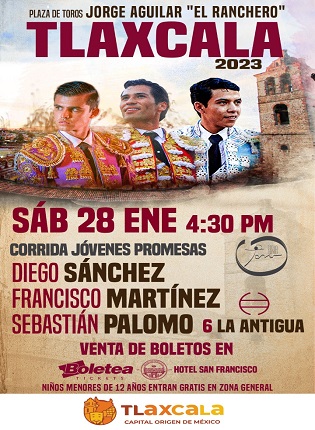 PLAZA DE TOROS JORGE AGUILAR "EL RANCHERO"
TLAXCALA
2023
SÁB 28 ENE 4:30 PM
CORRIDA JÓVENES PROMESAS
DIEGO SÁNCHEZ
FRANCISCO MARTÍNEZ
SEBASTIÁN PALOMO 6 LA ANTIGUA
VENTA DE BOLETOS EN
Boletea HOTEL SAN FRANCISCO
TICKETS
NIÑOS MENORES DE 12 AÑOS ENTRAN GRATIS EN ZONA GENERAL
TLAXCALA
CAPITAL ORIGEN DE MÉXICO